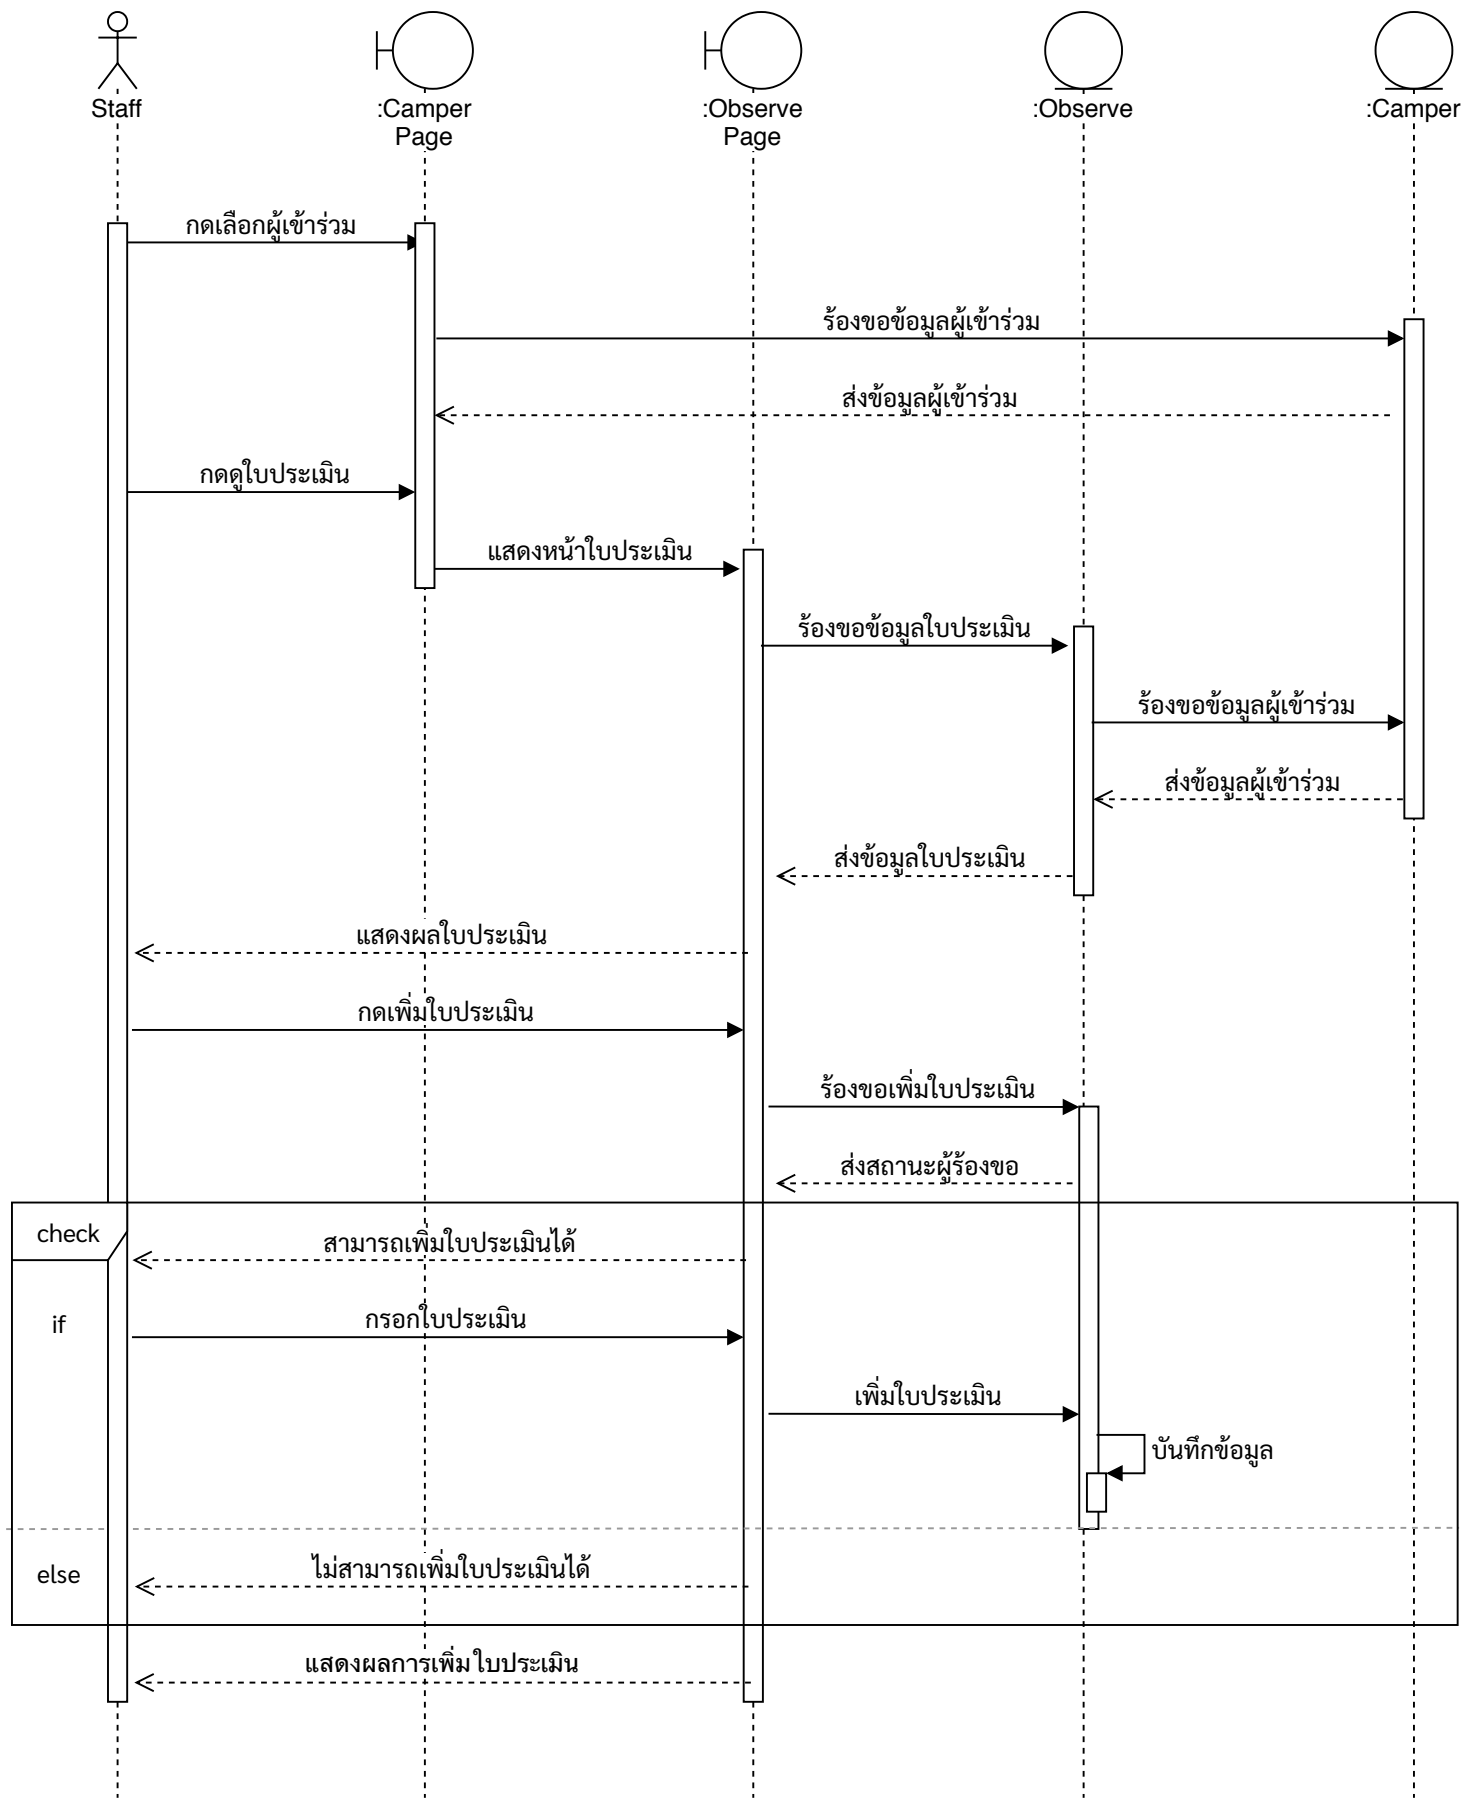 Staff
:Camper
Page
:Observe
Page
:Observe
:Camper
กดเลือกผู้เข้าร่วม
ร้องขอข้อมูลผู้เข้าร่วม
ส่งข้อมูลผู้เข้าร่วม
กดดูใบประเมิน
แสดงหน้าใบประเมิน
ร้องขอข้อมูลใบประเมิน
ร้องขอข้อมูลผู้เข้าร่วม
ส่งข้อมูลผู้เข้าร่วม
ส่งข้อมูลใบประเมิน
แสดงผลใบประเมิน
กดเพิ่มใบประเมิน
ร้องขอเพิ่มใบประเมิน
ส่งสถานะผู้ร้องขอ
check
สามารถเพิ่มใบประเมินได้
if
กรอกใบประเมิน
เพิ่มใบประเมิน
บันทึกข้อมูล
else
ไม่สามารถเพิ่มใบประเมินได้
แสดงผลการเพิ่มใบประเมิน